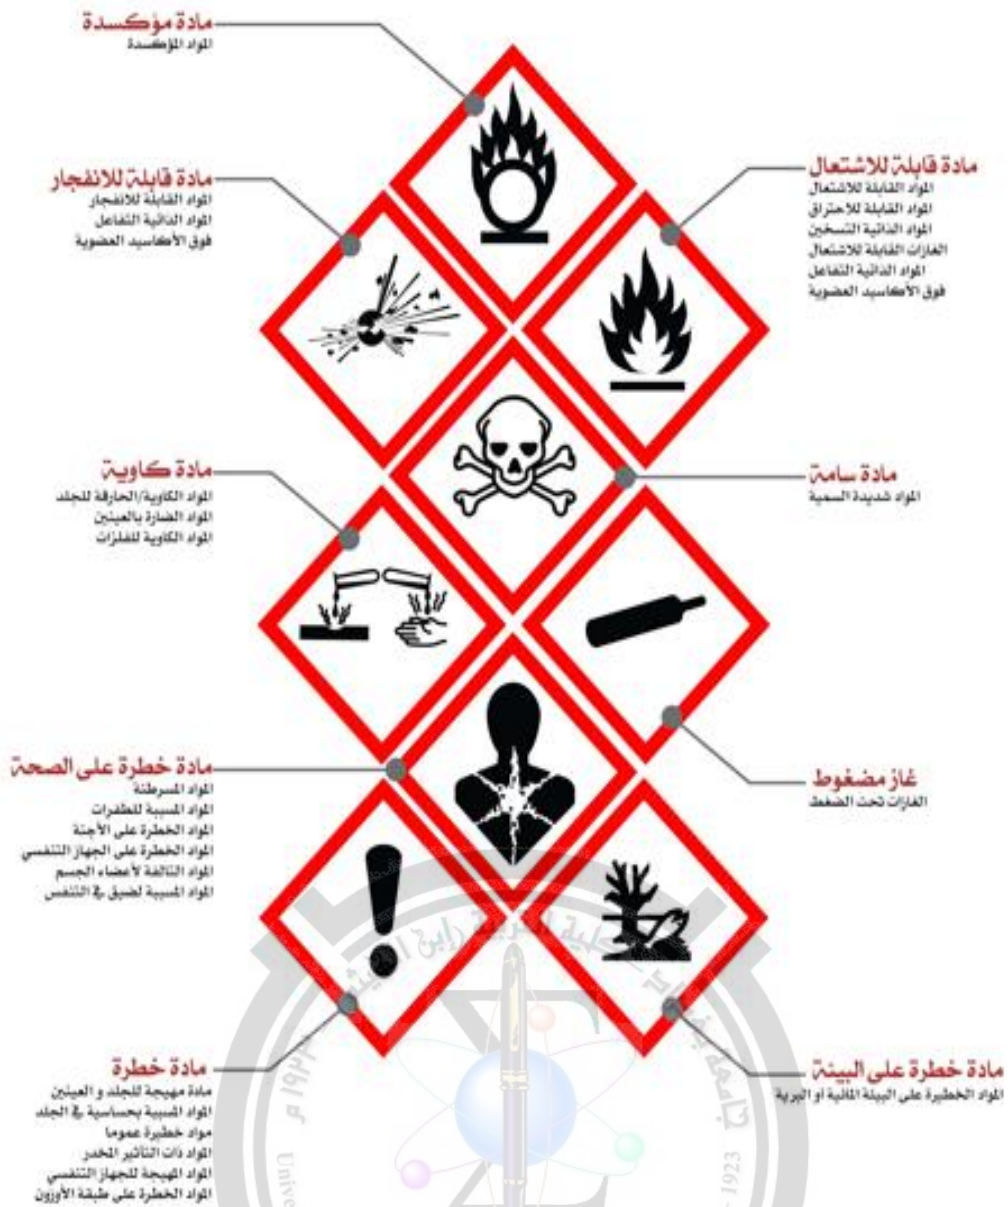 مادة مؤكسدة
المواد المؤكسدة
مادة قابلة للاشتعال
المواد القابلة للاشتعال
المواد القابلة للاحتراق
المواد الذاتية التسخين
الغازات القابلة للاشتعال
المواد الذاتية التفاعل
فوق الأكاسيد العضوية
مادة قابلة للانفجار
المواد القابلة للانفجار
المواد الذاتية التفاعل
فوق الأكاسيد العضوية
مادة سامة
المواد شديدة السمية
مادة كاوية
المواد الكاوية/الحارقة للجلد
المواد الضارة بالعينين
المواد الكاوية للفلزات
غاز مضغوط
الغازات تحت الضغط
مادة خطرة على الصحة
المواد المسرطنة
المواد المسببة للطفرات
المواد الخطرة على الأجنة
المواد الخطرة على الجهاز التنفسي
المواد التالفة لأعضاء الجسم
المواد المسببة لضيق في التنفس
مادة خطرة على البيئة
المواد الخطيرة على البيئة المائية او البرية
مادة خطرة
مادة مهيجة للجلد و العينين
المواد المسببة بحساسية في الجلد
مواد خطيرة عموما
المواد ذات التأثير المخدر
المواد المهيجة للجهاز التنفسي
المواد الخطرة على طبقة الأوزون
كلية التربية (ابن
١٩٢٣ م
1923